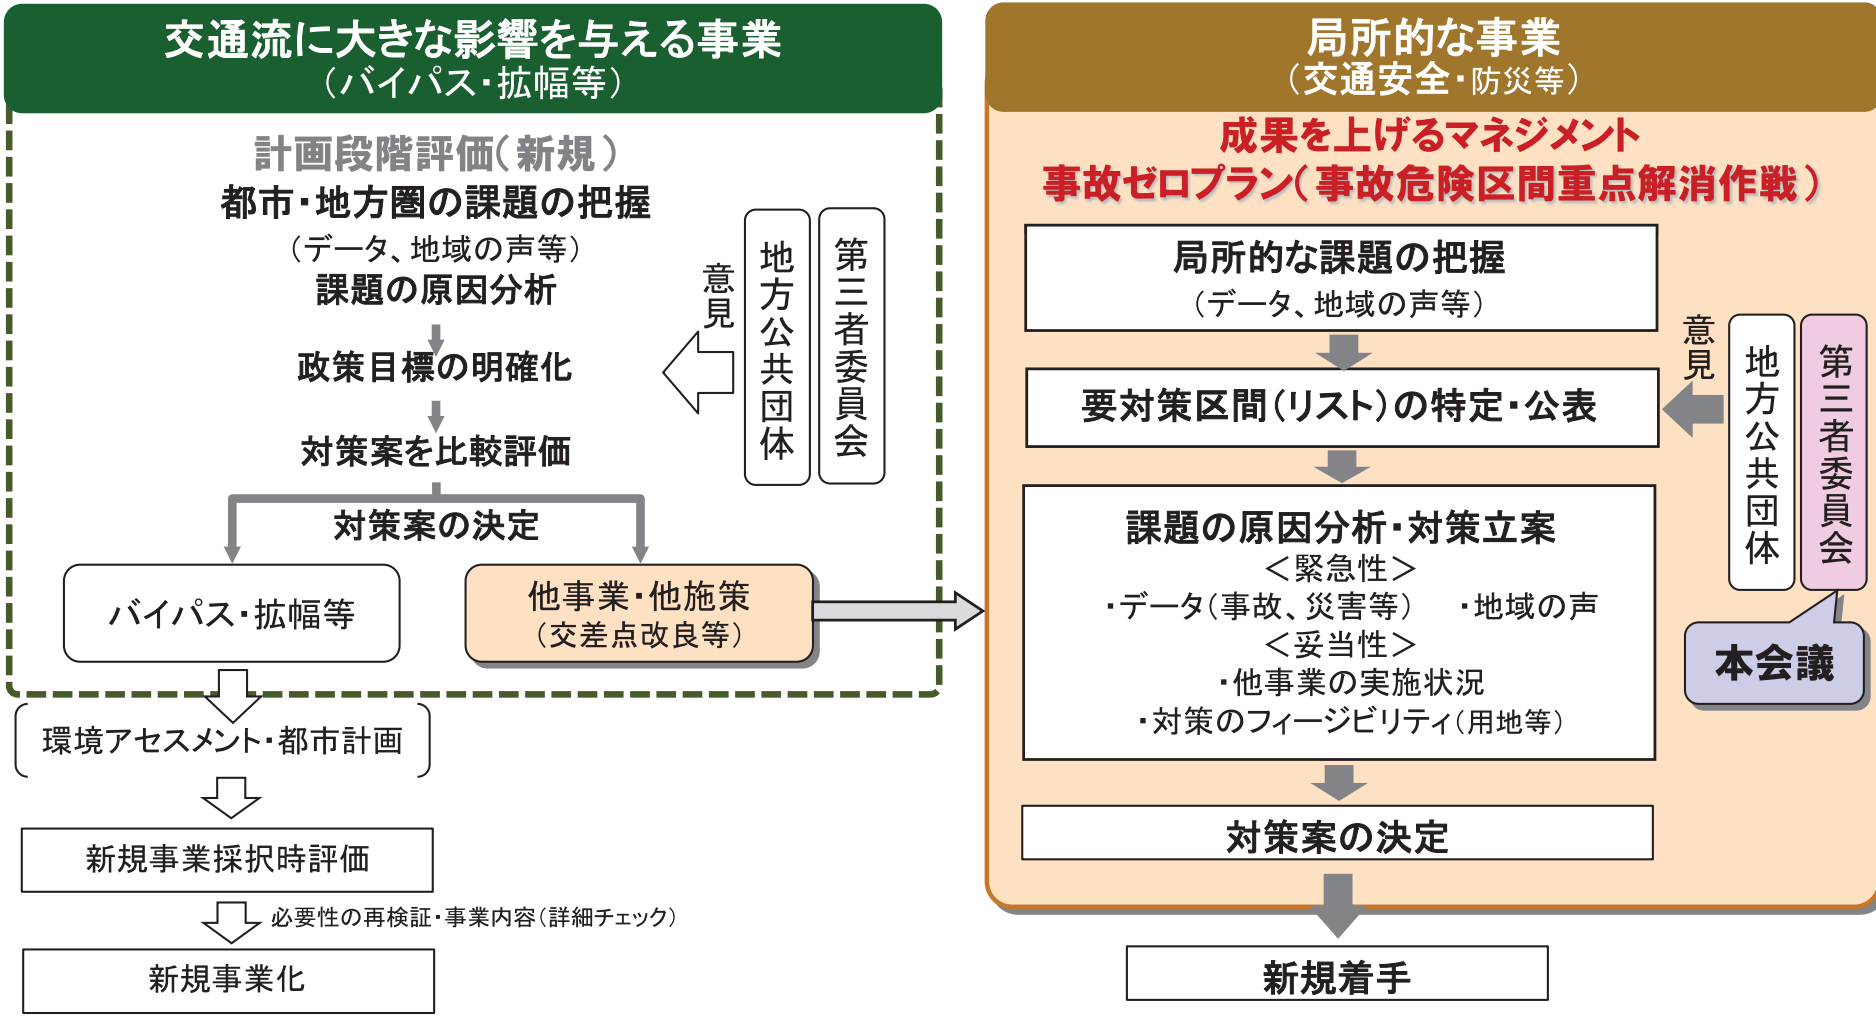 交通流に大きな影響を与える事業
（バイパス・拡幅等）
計画段階評価（新規）
都市・地方圏の課題の把握
（データ、地域の声等）
課題の原因分析
政策目標の明確化
対策案を比較評価
対策案の決定
意見
地方公共団体
第三者委員会
バイパス・拡幅等
他事業・他施策
（交差点改良等）
環境アセスメント・都市計画
新規事業採択時評価
必要性の再検証・事業内容（詳細チェック）
新規事業化
局所的な事業
（交通安全・防災等）
成果を上げるマネジメント
事故ゼロプラン（事故危険区間重点解消作戦）
局所的な課題の把握
（データ、地域の声等）
要対策区間（リスト）の特定・公表
課題の原因分析・対策立案
＜緊急性＞
・データ（事故、災害等）　・地域の声
＜妥当性＞
・他事業の実施状況
・対策のフィージビリティ（用地等）
対策案の決定
新規着手
意見
地方公共団体
第三者委員会
本会議